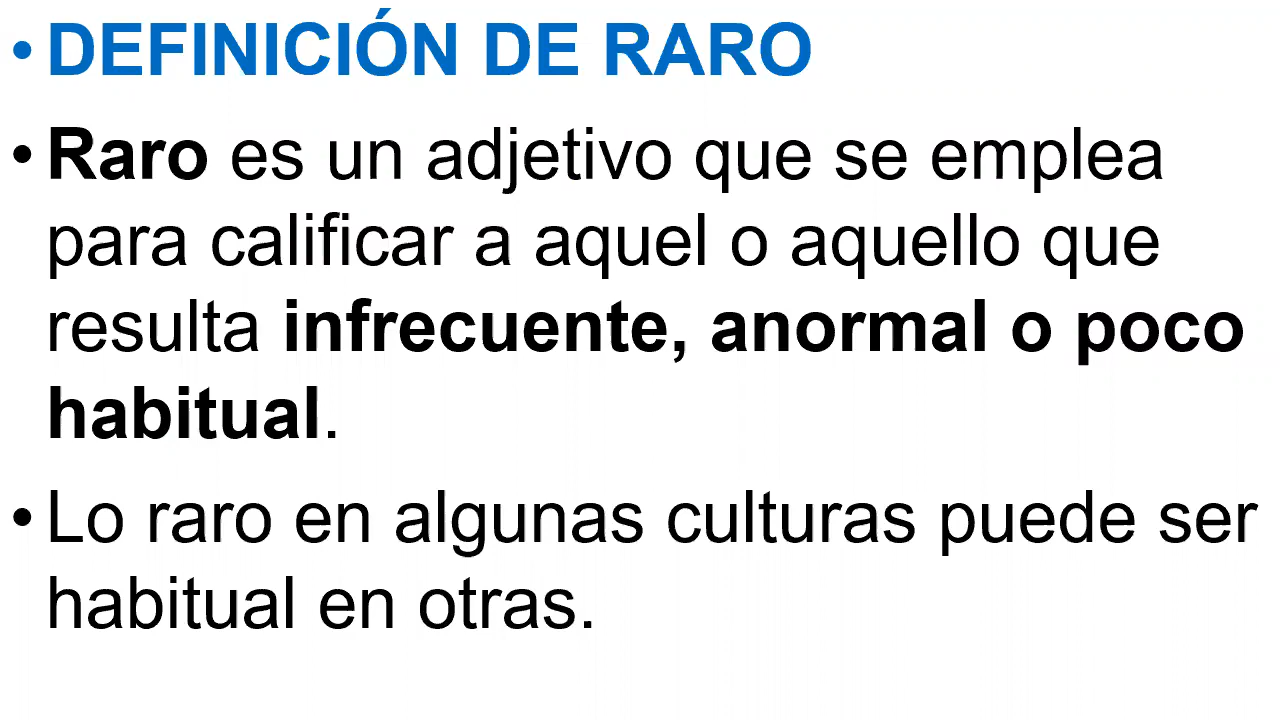 • DEFINICIÓN DE RARO
• Raro es un adjetivo que se emplea
para calificar a aquel o aquello que
resulta infrecuente, anormal o poco
habitual.
• Lo raro en algunas culturas puede ser
habitual en otras.